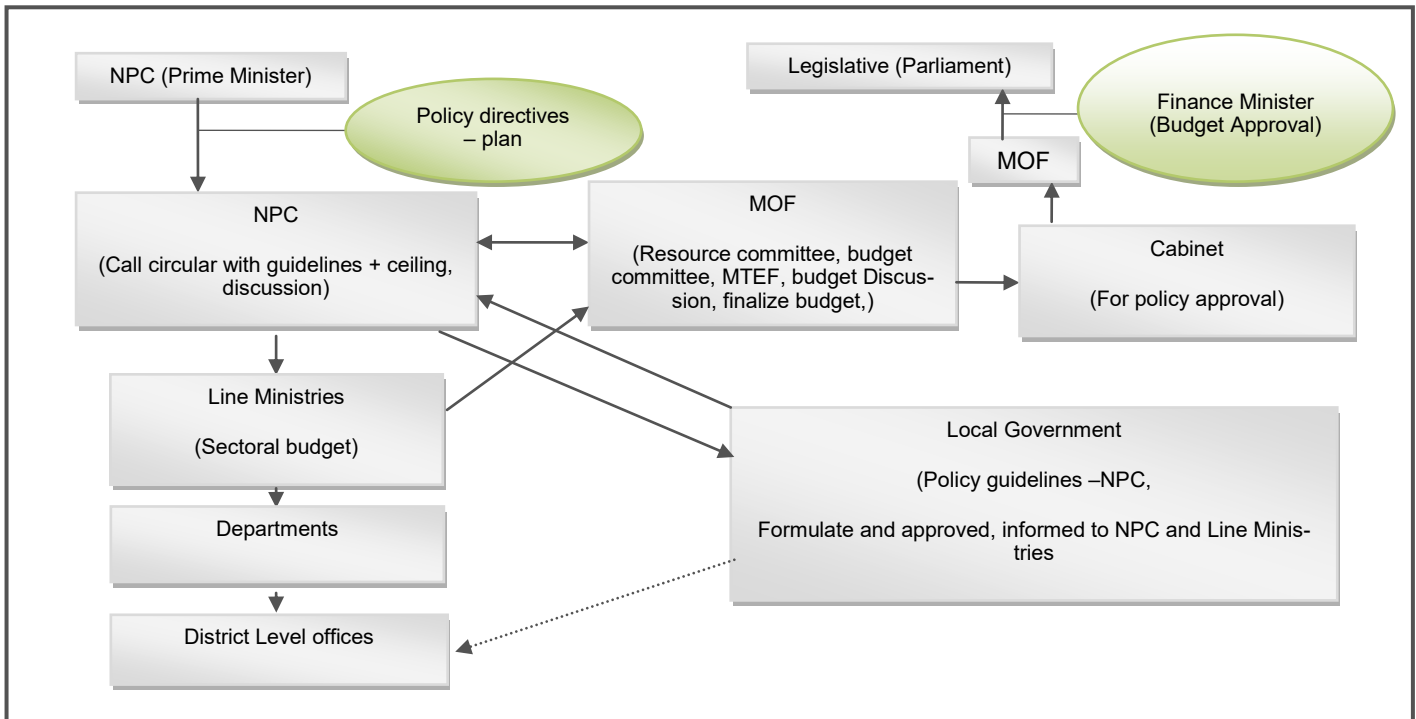 NPC (Prime Minister)
Policy directives
– plan
Legislative (Parliament)
Finance Minister
(Budget Approval)
MOF
NPC
(Call circular with guidelines + ceiling,
discussion)
MOF
(Resource committee, budget
committee, MTEF, budget Discus-
sion, finalize budget,)
Cabinet
(For policy approval)
Line Ministries
(Sectoral budget)
Local Government
(Policy guidelines –NPC,
Formulate and approved, informed to NPC and Line Minis-
tries
Departments
District Level offices